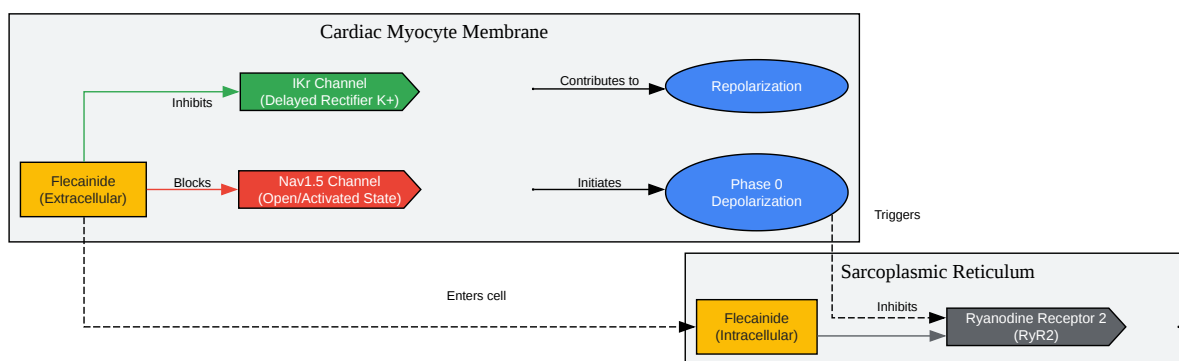 Cardiac Myocyte Membrane
IKr Channel
(Delayed Rectifier K+)
Contributes to
Repolarization
Inhibits
Flecainide
(Extracellular)
Blocks
Nav1.5 Channel
(Open/Activated State)
Initiates
Phase 0
Depolarization
Triggers
Sarcoplasmic Reticulum
Enters cell
Flecainide
(Intracellular)
Inhibits
Ryanodine Receptor 2
(RyR2)